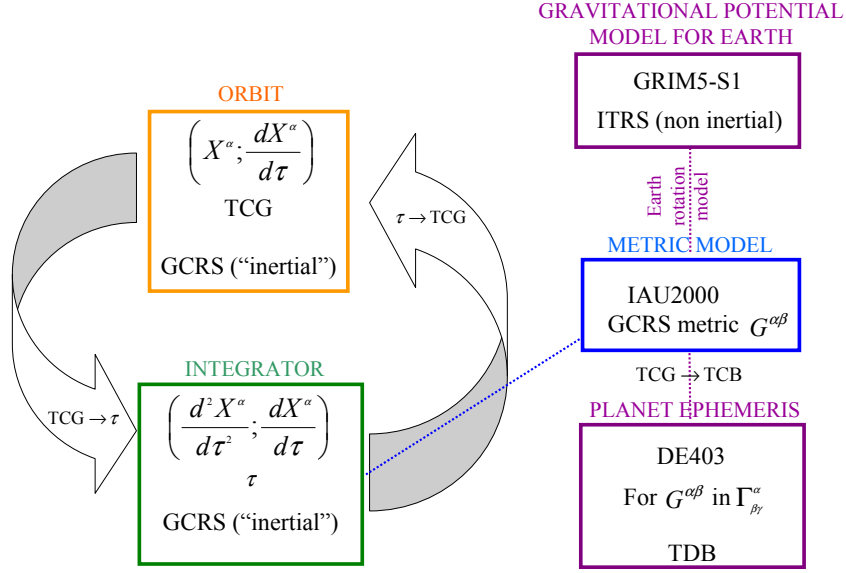 GRAVITATIONAL POTENTIAL
MODEL FOR EARTH
GRIM5-S1
ITRS (non inertial)
Earth
rotation
model
ORBIT
(X^α; dX^α/dτ)
TCG
GCRS (“inertial”)
τ → TCG
METRIC MODEL
IAU2000
GCRS metric G^{αβ}
TCG → TCB
INTEGRATOR
(d²X^α/dτ²; dX^α/dτ)
τ
GCRS (“inertial”)
TCG → τ
PLANET EPHEMERIS
DE403
For G^{αβ} in Γ^α_{βγ}
TDB